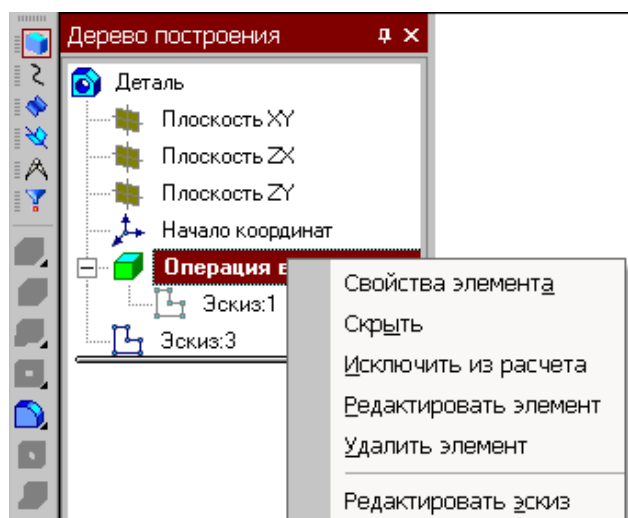 Дерево построения
Деталь
Плоскость XY
Плоскость ZX
Плоскость ZY
Начало координат
Операция в
Эскиз:1
Эскиз:3
Свойства элемента
Скрыть
Исключить из расчета
Редактировать элемент
Удалить элемент
Редактировать эскиз